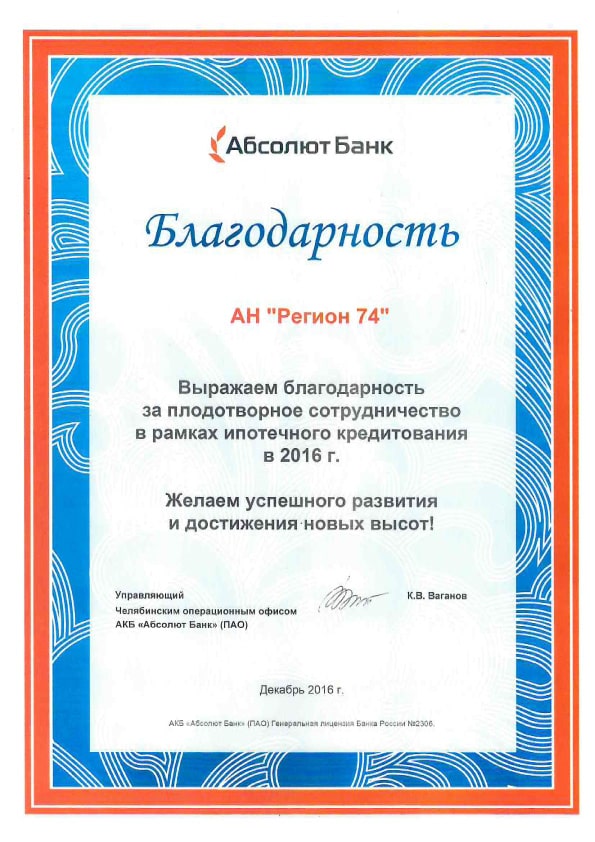 Абсолют Банк
Благодарность
АН "Регион 74"
Выражаем благодарность
за плодотворное сотрудничество
в рамках ипотечного кредитования
в 2016 г.
Желаем успешного развития
и достижения новых высот!
Управляющий
Челябинским операционным офисом
АКБ «Абсолют Банк» (ПАО)
К.В. Ваганов
Декабрь 2016 г.
АКБ «Абсолют Банк» (ПАО) Генеральная лицензия Банка России №2306.